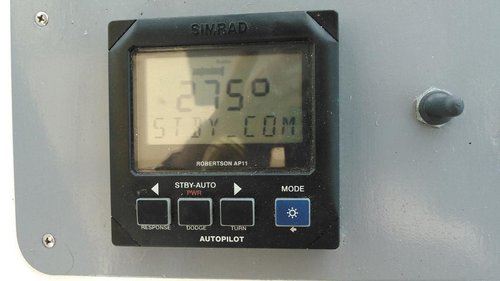 SIMRAD
275°
STBY_COM
ROBERTSON AP11
STBY-AUTO MODE
PWR
RESPONSE DODGE TURN
AUTOPILOT